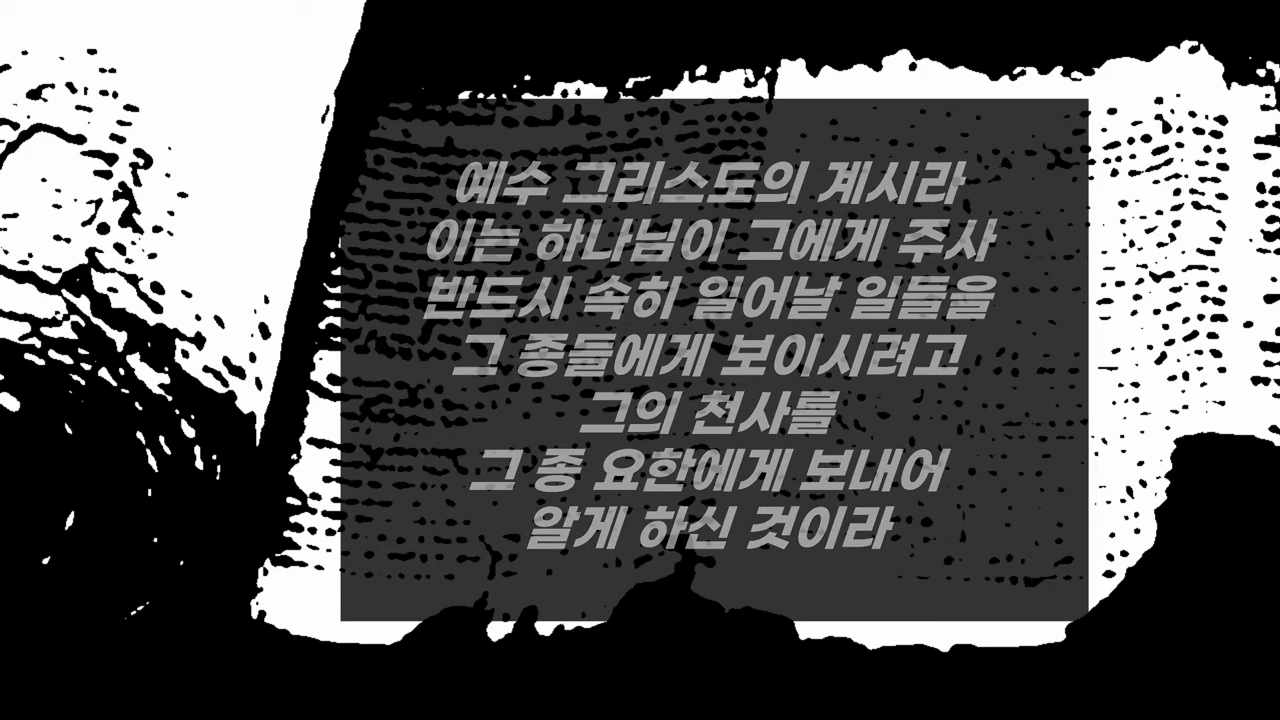 예수 그리스도의 계시라
이는 하나님이 그에게 주사
반드시 속히 일어날 일들을
그 종들에게 보이시려고
그의 천사를
그 종 요한에게 보내어
알게 하신 것이라